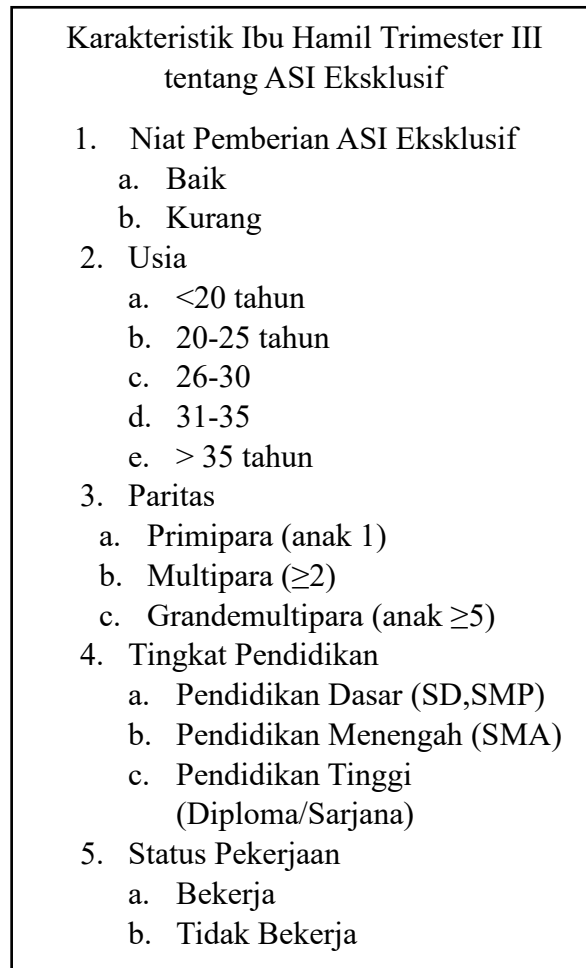 Karakteristik Ibu Hamil Trimester III
tentang ASI Eksklusif
1. Niat Pemberian ASI Eksklusif
a. Baik
b. Kurang
2. Usia
a. <20 tahun
b. 20-25 tahun
c. 26-30
d. 31-35
e. > 35 tahun
3. Paritas
a. Primipara (anak 1)
b. Multipara (≥2)
c. Grandemultipara (anak ≥5)
4. Tingkat Pendidikan
a. Pendidikan Dasar (SD,SMP)
b. Pendidikan Menengah (SMA)
c. Pendidikan Tinggi
(Diploma/Sarjana)
5. Status Pekerjaan
a. Bekerja
b. Tidak Bekerja